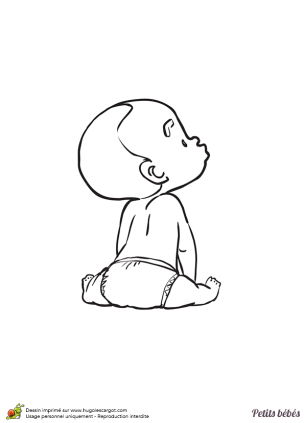 Dessin imprimé sur www.hugolescargot.com
Usage personnel uniquement - Reproduction interdite
Petits bébés